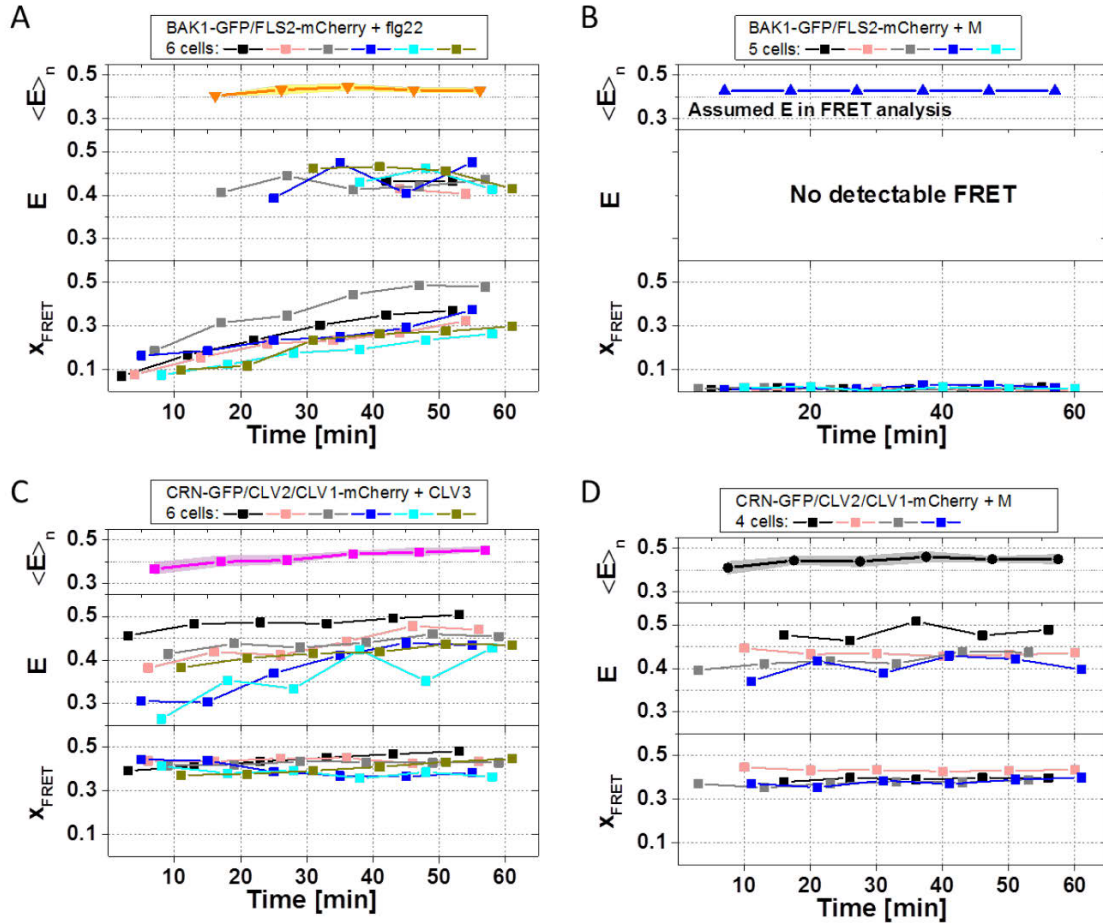 A
BAK1-GFP/FLS2-mCherry + flg22
6 cells:
<E>n
0.5
0.3
E
0.5
0.4
0.3
xFRET
0.5
0.3
0.1
10 20 30 40 50 60
Time [min]
B
BAK1-GFP/FLS2-mCherry + M
5 cells:
<E>n
0.5
0.3
Assumed E in FRET analysis
E
0.5
0.4
0.3
No detectable FRET
xFRET
0.5
0.3
0.1
20 40 60
Time [min]
C
CRN-GFP/CLV2/CLV1-mCherry + CLV3
6 cells:
<E>n
0.5
0.3
E
0.5
0.4
0.3
xFRET
0.5
0.3
0.1
10 20 30 40 50 60
Time [min]
D
CRN-GFP/CLV2/CLV1-mCherry + M
4 cells:
<E>n
0.5
0.3
E
0.5
0.4
0.3
xFRET
0.5
0.3
0.1
10 20 30 40 50 60
Time [min]